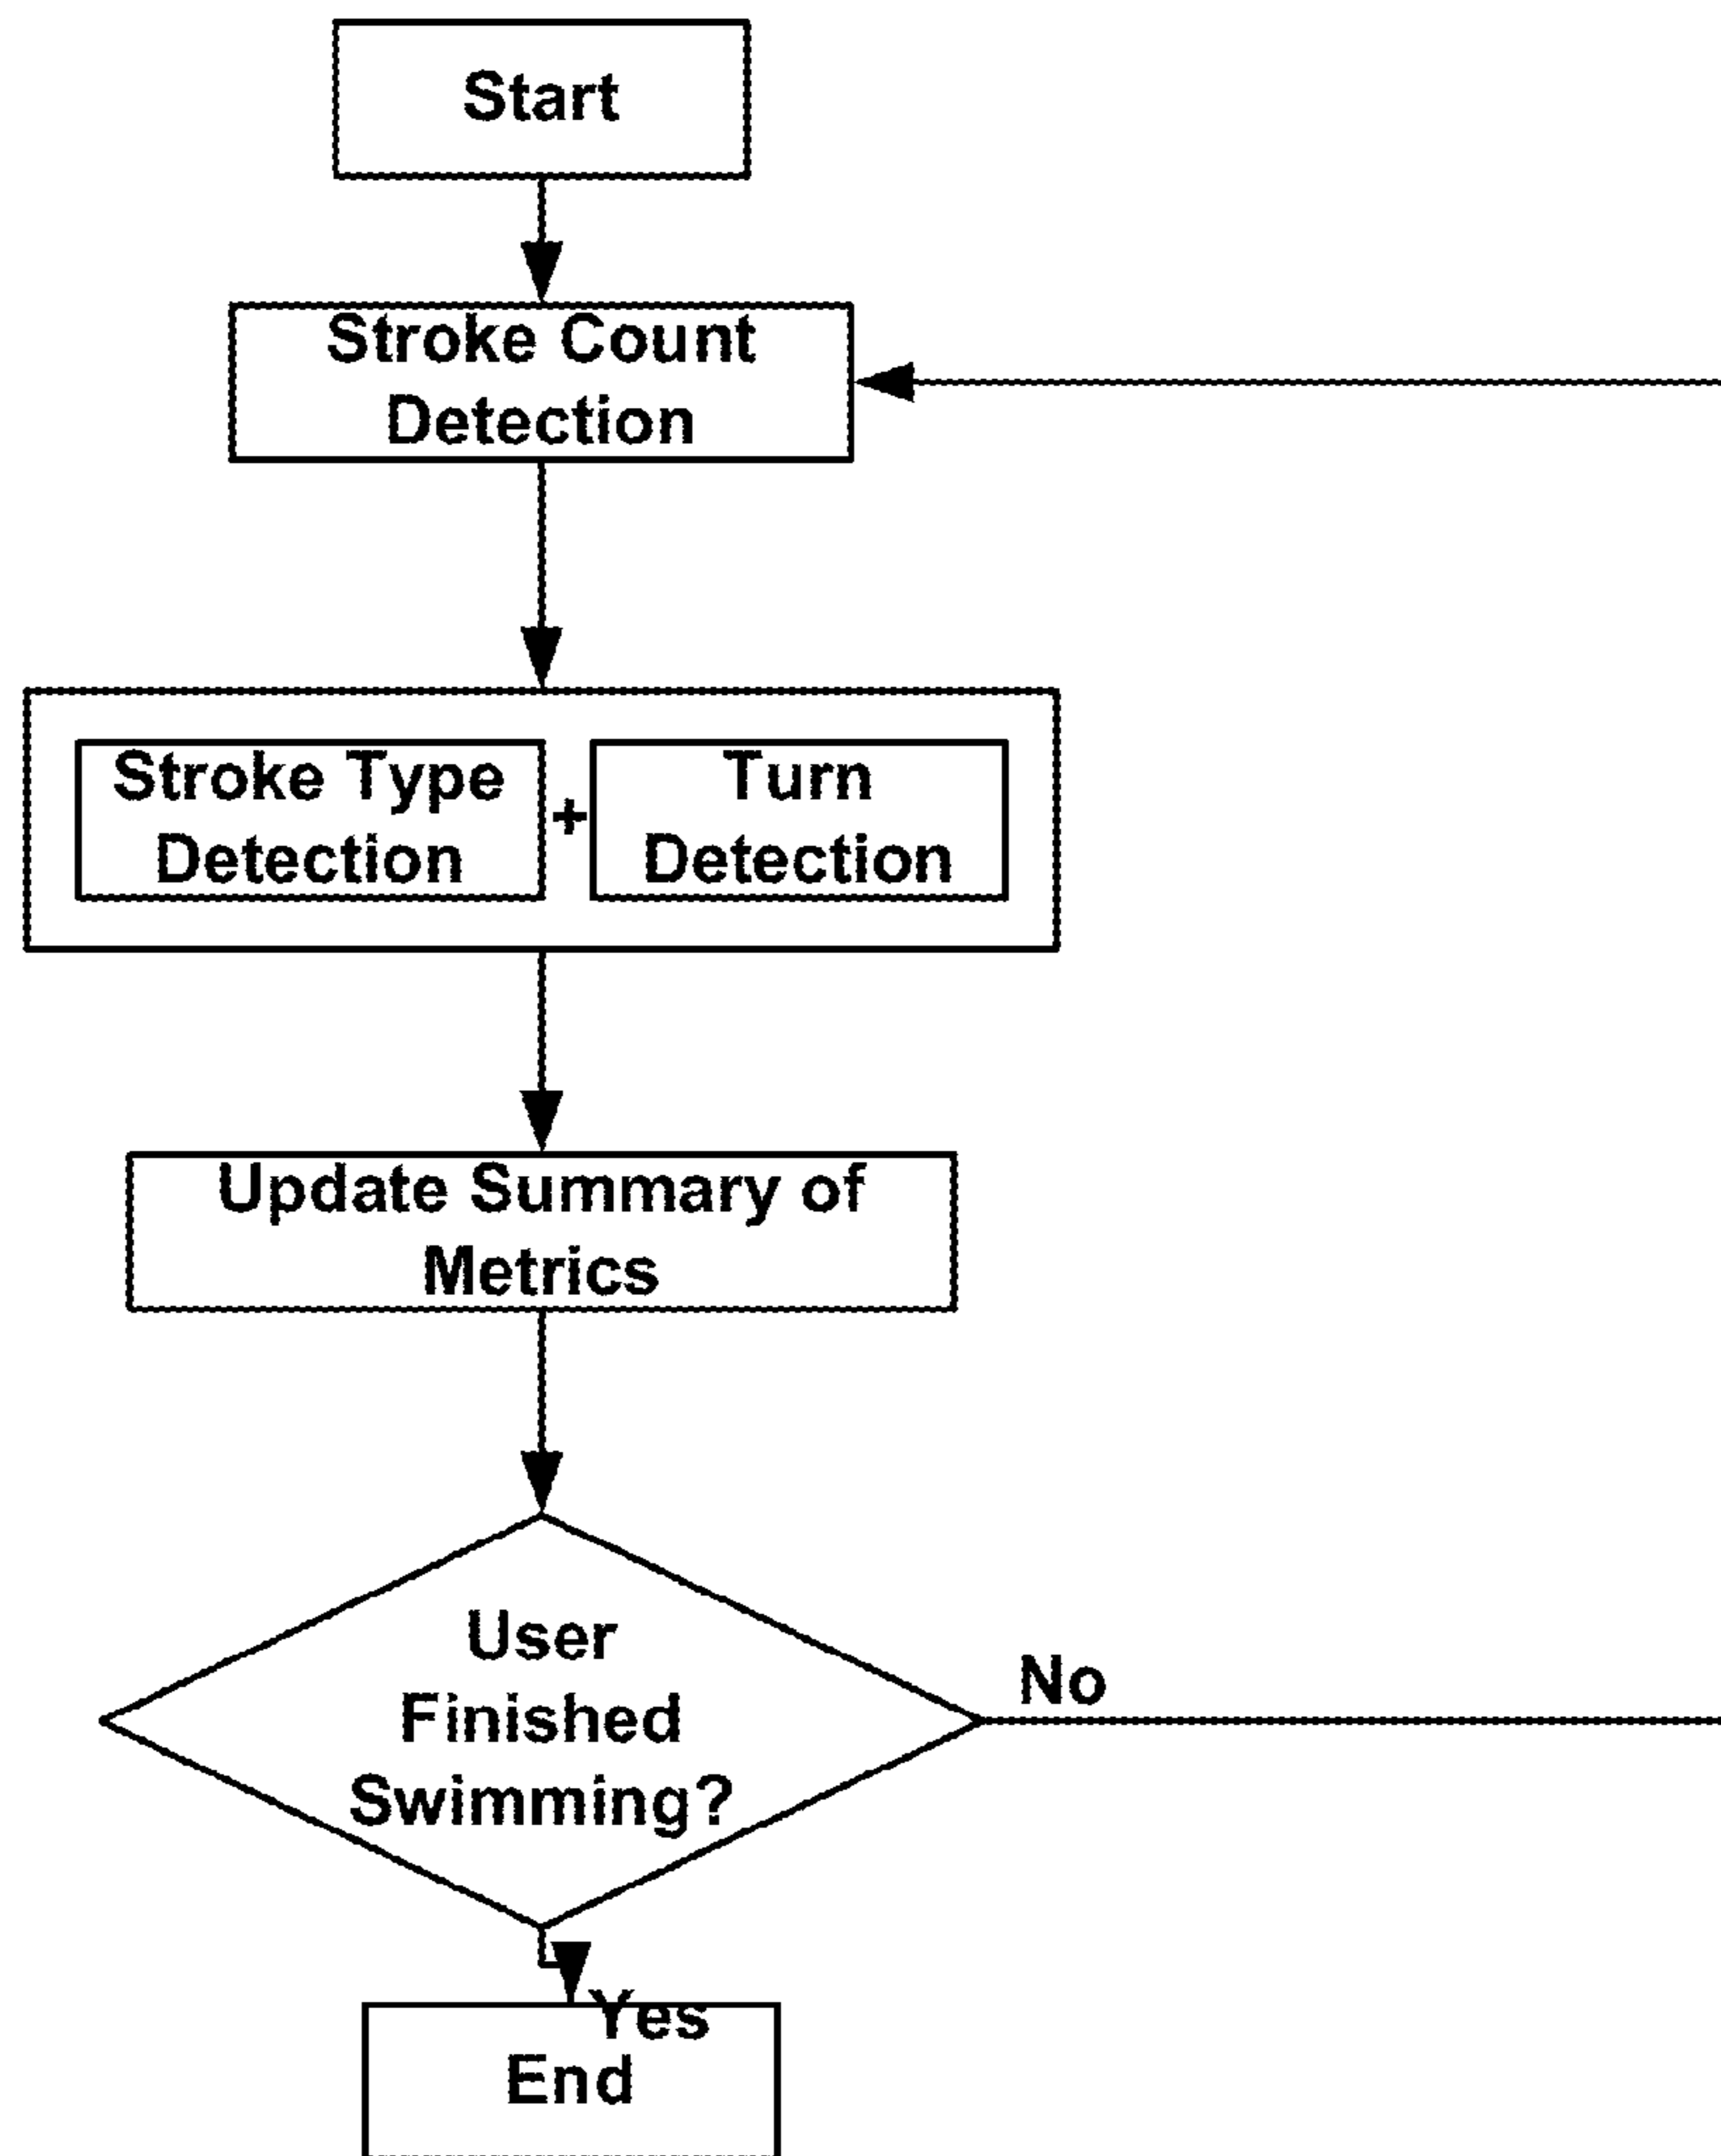 Start
Stroke Count
Detection
Stroke Type
Detection
+
Turn
Detection
Update Summary of
Metrics
User
Finished
Swimming?
No
Yes
End